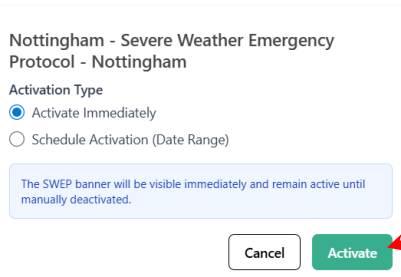 Nottingham - Severe Weather Emergency
Protocol - Nottingham
Activation Type
Activate Immediately
Schedule Activation (Date Range)
The SWEP banner will be visible immediately and remain active until
manually deactivated.
Cancel
Activate